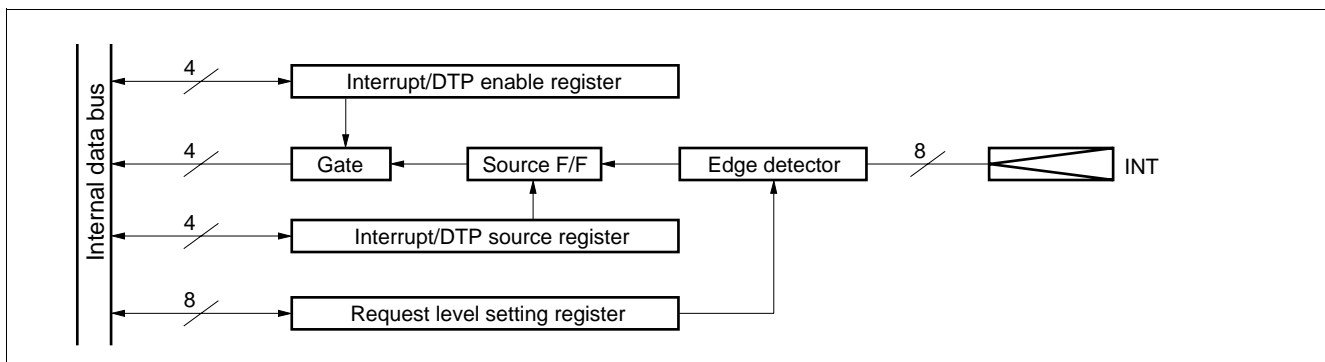 Internal data bus
4
Interrupt/DTP enable register
4
Gate
Source F/F
Edge detector
8
INT
4
Interrupt/DTP source register
8
Request level setting register